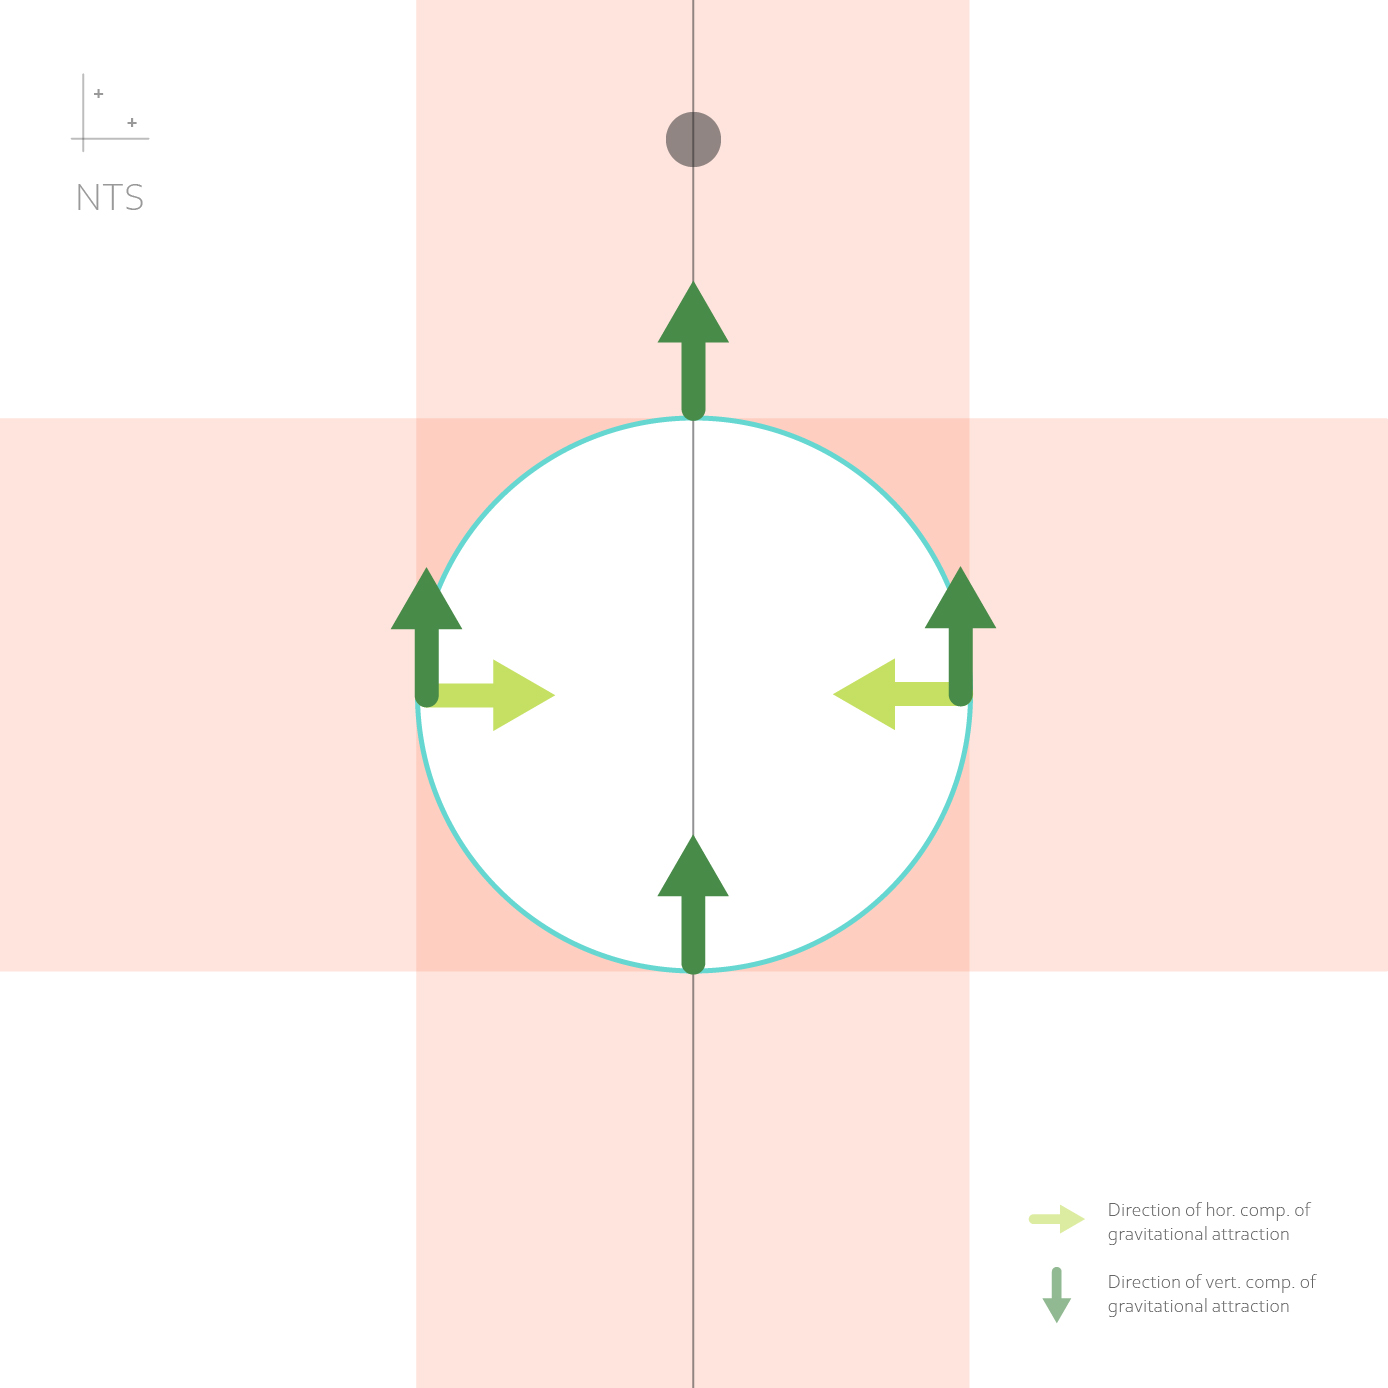 NTS
Direction of hor. comp. of
gravitational attraction
Direction of vert. comp. of
gravitational attraction